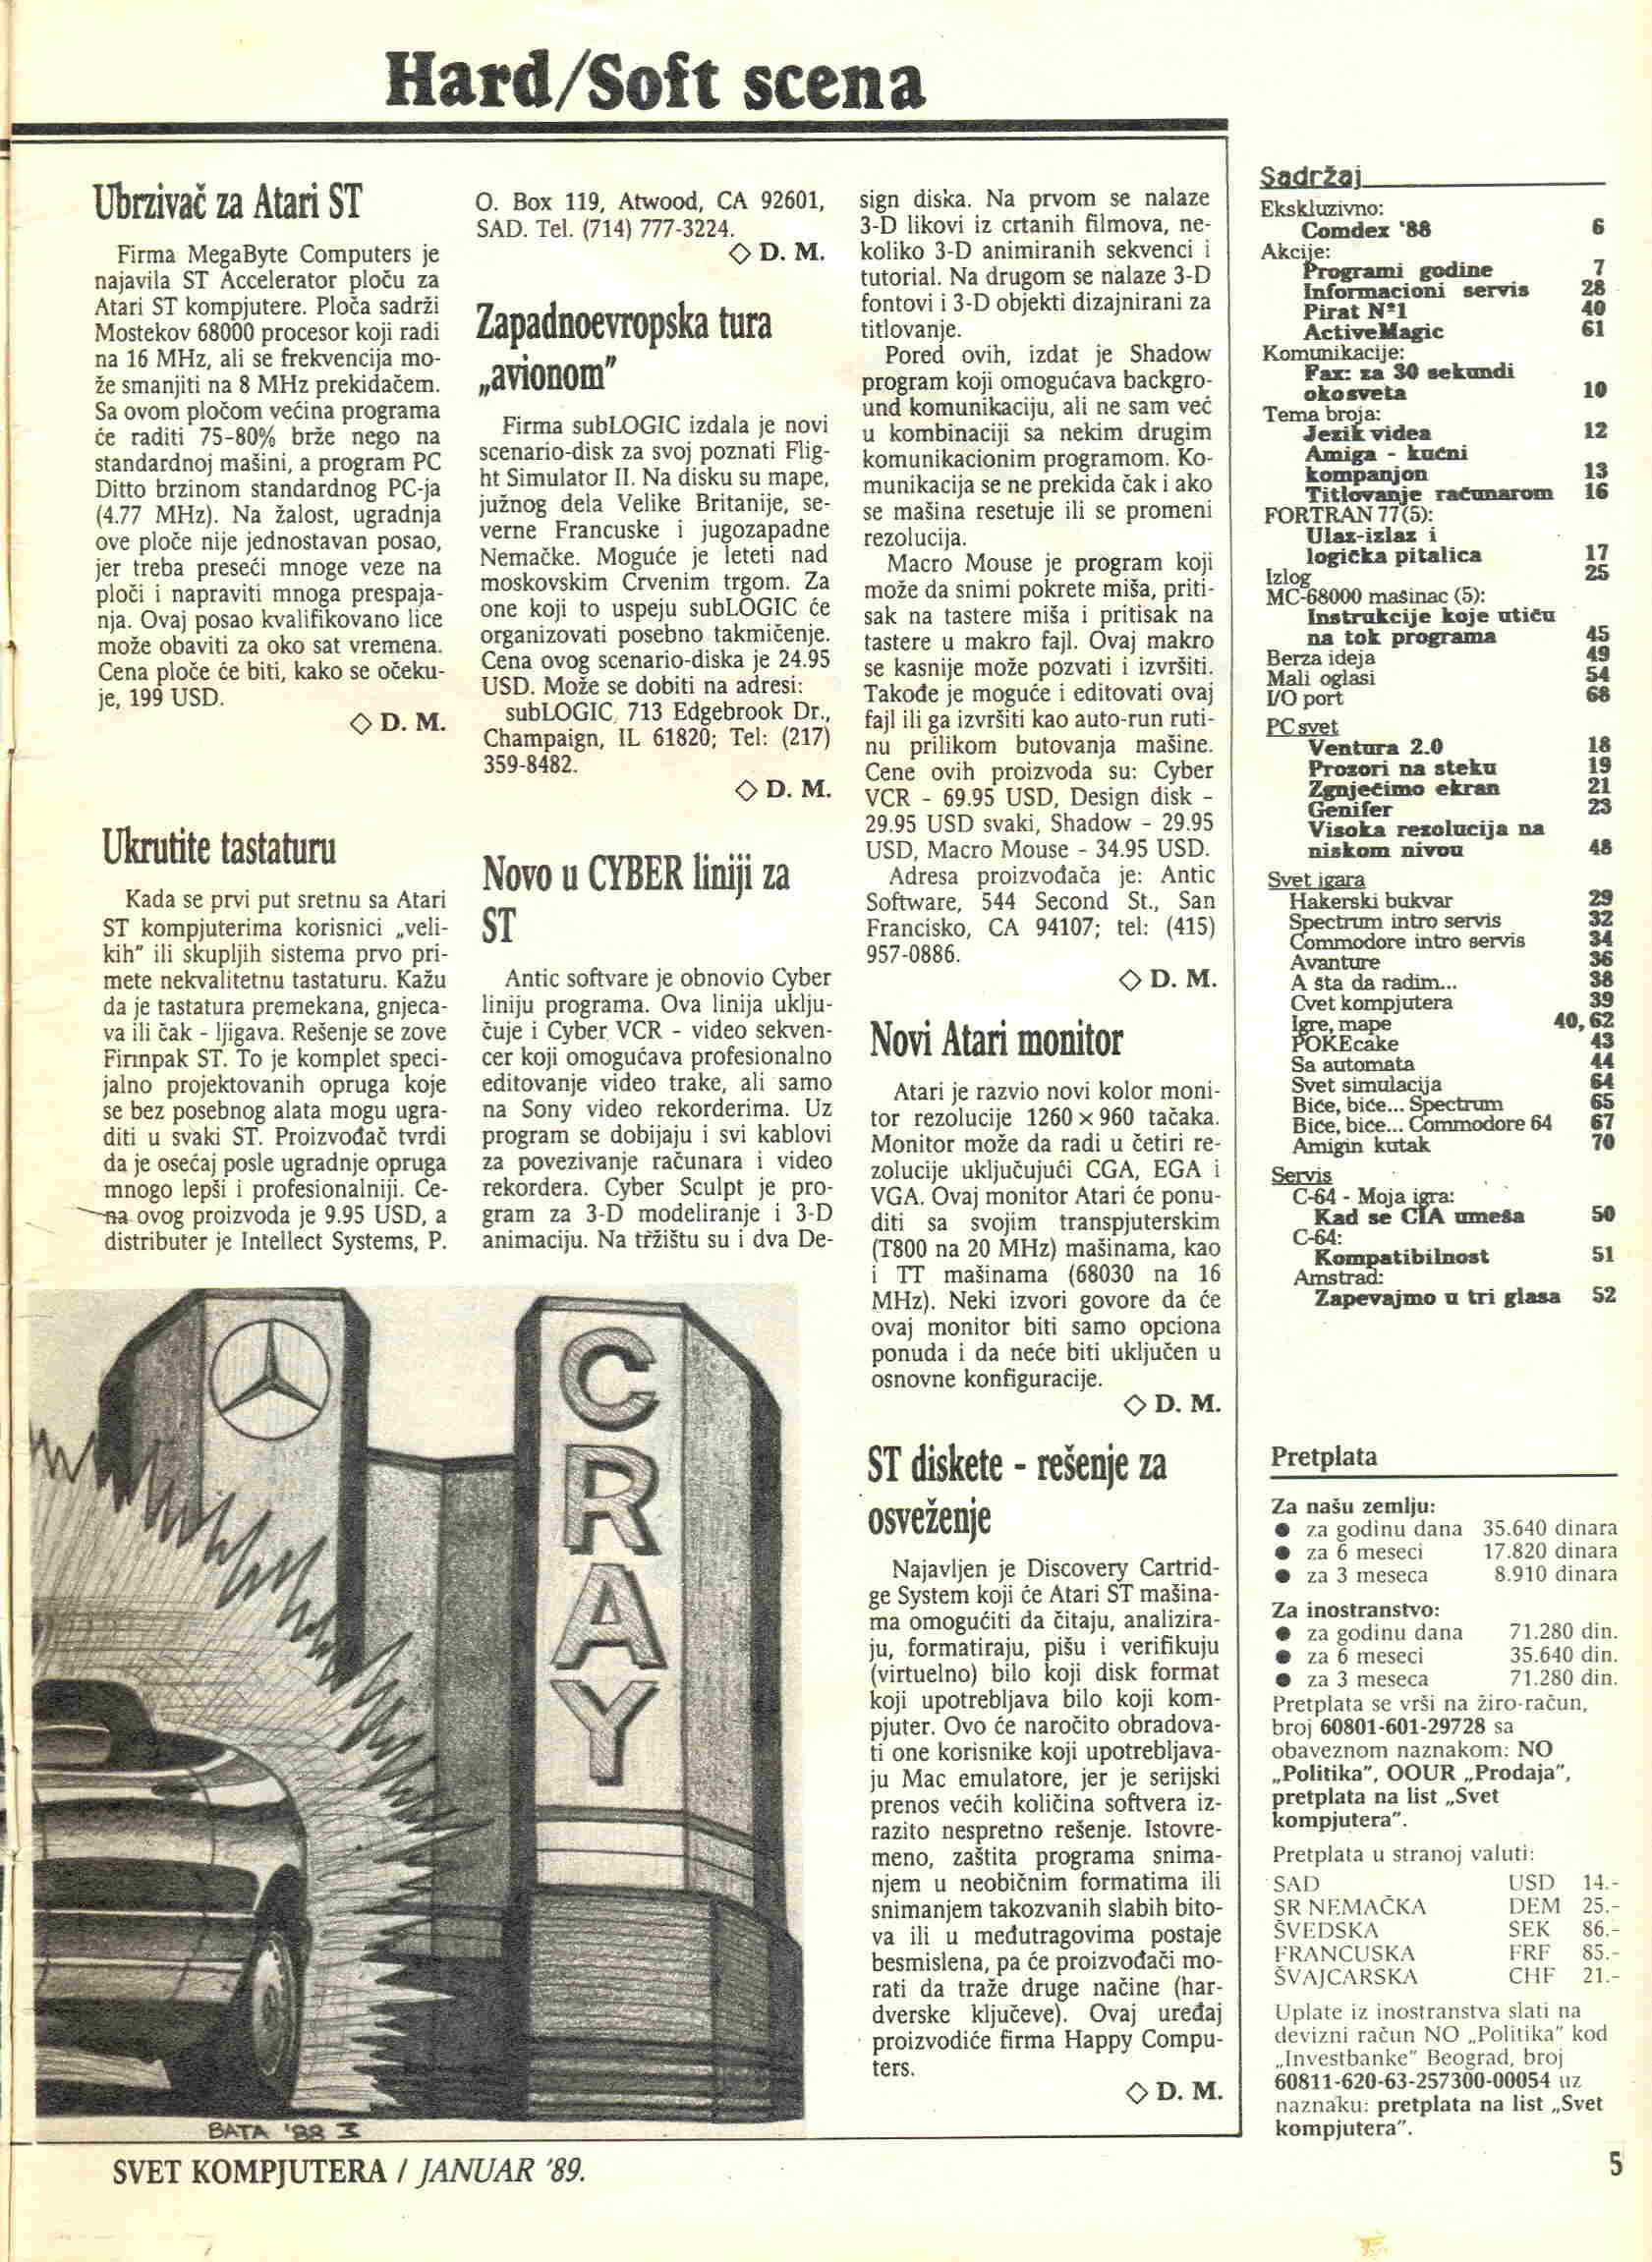 Hard/Soft scena
Ubrzivač za Atari ST
Firma MegaByte Computers je
najavila ST Accelerator ploču za
Atari ST kompjutere. Ploča sadrži
Mostekov 68000 procesor koji radi
na 16 MHz, ali se frekvencija mo-
že smanjiti na 8 MHz prekidačem.
Sa ovom pločom većina programa
će raditi 75-80% brže nego na
standardnoj mašini, a program PC
Ditto brzinom standardnog PC-ja
(4.77 MHz). Na žalost, ugradnja
ove ploče nije jednostavan posao,
jer treba preseći mnoge veze na
ploči i napraviti mnoga prespaja-
nja. Ovaj posao kvalifikovano lice
može obaviti za oko sat vremena.
Cena ploče će biti, kako se očeku-
je, 199 USD.
◇ D. M.
Ukrutite tastaturu
Kada se prvi put sretnu sa Atari
ST kompjuterima korisnici „veli-
kih” ili skupljih sistema prvo pri-
mete nekvalitetnu tastaturu. Kažu
da je tastatura premekana, gnjeca-
va ili čak - ljigava. Rešenje se zove
Firmpak ST. To je komplet speci-
jalno projektovanih opruga koje
se bez posebnog alata mogu ugra-
diti u svaki ST. Proizvođač tvrdi
da je osećaj posle ugradnje opruga
mnogo lepši i profesionalniji. Ce-
na ovog proizvoda je 9.95 USD, a
distributer je Intellect Systems, P.
O. Box 119, Atwood, CA 92601,
SAD. Tel. (714) 777-3224.
◇ D. M.
Zapadnoevropska tura
„avionom”
Firma subLOGIC izdala je novi
scenario-disk za svoj poznati Flig-
ht Simulator II. Na disku su mape,
južnog dela Velike Britanije, se-
verne Francuske i jugozapadne
Nemačke. Moguće je leteti nad
moskovskim Crvenim trgom. Za
one koji to uspeju subLOGIC će
organizovati posebno takmičenje.
Cena ovog scenario-diska je 24.95
USD. Može se dobiti na adresi:
subLOGIC, 713 Edgebrook Dr.,
Champaign, IL 61820; Tel: (217)
359-8482.
◇ D. M.
Novo u CYBER liniji za
ST
Antic softvare je obnovio Cyber
liniju programa. Ova linija uklju-
čuje i Cyber VCR - video sekven-
cer koji omogućava profesionalno
editovanje video trake, ali samo
na Sony video rekorderima. Uz
program se dobijaju i svi kablovi
za povezivanje računara i video
rekordera. Cyber Sculpt je pro-
gram za 3-D modeliranje i 3-D
animaciju. Na tržištu su i dva De-
sign diska. Na prvom se nalaze
3-D likovi iz crtanih filmova, ne-
koliko 3-D animiranih sekvenci i
tutorial. Na drugom se nalaze 3-D
fontovi i 3-D objekti dizajnirani za
titlovanje.
Pored ovih, izdat je Shadow
program koji omogućava backgro-
und komunikaciju, ali ne sam već
u kombinaciji sa nekim drugim
komunikacionim programom. Ko-
munikacija se ne prekida čak i ako
se mašina resetuje ili se promeni
rezolucija.
Macro Mouse je program koji
može da snimi pokrete miša, priti-
sak na tastere miša i pritisak na
tastere u makro fajl. Ovaj makro
se kasnije može pozvati i izvršiti.
Takođe je moguće i editovati ovaj
fajl ili ga izvršiti kao auto-run ruti-
nu prilikom butovanja mašine.
Cene ovih proizvoda su: Cyber
VCR - 69.95 USD, Design disk -
29.95 USD svaki, Shadow - 29.95
USD, Macro Mouse - 34.95 USD.
Adresa proizvođača je: Antic
Software, 544 Second St., San
Francisko, CA 94107; tel: (415)
957-0886.
◇ D. M.
Novi Atari monitor
Atari je razvio novi kolor moni-
tor rezolucije 1260 × 960 tačaka.
Monitor može da radi u četiri re-
zolucije uključujući CGA, EGA i
VGA. Ovaj monitor Atari će ponu-
diti sa svojim transpjuterskim
(T800 na 20 MHz) mašinama, kao
i TT mašinama (68030 na 16
MHz). Neki izvori govore da će
ovaj monitor biti samo opciona
ponuda i da neće biti uključen u
osnovne konfiguracije.
◇ D. M.
ST diskete - rešenje za
osveženje
Najavljen je Discovery Cartrid-
ge System koji će Atari ST mašina-
ma omogućiti da čitaju, analizira-
ju, formatiraju, pišu i verifikuju
(virtuelno) bilo koji disk format
koji upotrebljava bilo koji kom-
pjuter. Ovo će naročito obradova-
ti one korisnike koji upotrebljava-
ju Mac emulatore, jer je serijski
prenos većih količina softvera iz-
razito nespretno rešenje. Istovre-
meno, zaštita programa snima-
njem u neobičnim formatima ili
snimanjem takozvanih slabih bito-
va ili u međutragovima postaje
besmislena, pa će proizvođači mo-
rati da traže druge načine (har-
dverske ključeve). Ovaj uređaj
proizvodiće firma Happy Compu-
ters.
◇ D. M.
CRAY
BATA '88
Sadržaj
Ekskluzivno:
Comdex '88 6
Akcije:
Programi godine 7
Informacioni servis 28
Pirat N°1 40
ActiveMagic 61
Komunikacije:
Fax: za 30 sekundi
oko sveta 10
Tema broja:
Jezik videa 12
Amiga - kućni
kompanjon 13
Titlovanje računarom 16
FORTRAN 77(5):
Ulaz-izlaz i
logička pitalica 17
Izlog 25
MC-68000 mašinac (5):
Instrukcije koje utiču
na tok programa 45
Berza ideja 49
Mali oglasi 54
I/O port 68
PC svet
Ventura 2.0 18
Prozori na steku 19
Zgnječimo ekran 21
Genifer 23
Visoka rezolucija na
niskom nivou 48
Svet igara
Hakerski bukvar 29
Spectrum intro servis 32
Commodore intro servis 34
Avanture 36
A šta da radim... 38
Cvet kompjutera 39
Igre, mape 40, 62
POKEcake 43
Sa automata 44
Svet simulacija 64
Biće, biće... Spectrum 65
Biće, biće... Commodore 64 67
Amigin kutak 70
Servis
C-64 - Moja igra:
Kad se CIA umeša 50
C-64:
Kompatibilnost 51
Amstrad:
Zapevajmo u tri glasa 52
Pretplata
Za našu zemlju:
● za godinu dana 35.640 dinara
● za 6 meseci 17.820 dinara
● za 3 meseca 8.910 dinara
Za inostranstvo:
● za godinu dana 71.280 din.
● za 6 meseci 35.640 din.
● za 3 meseca 71.280 din.
Pretplata se vrši na žiro-račun,
broj 60801-601-29728 sa
obaveznom naznakom: NO
„Politika”, OOUR „Prodaja”,
pretplata na list „Svet
kompjutera”.
Pretplata u stranoj valuti:
SAD USD 14.-
SR NEMAČKA DEM 25.-
ŠVEDSKA SEK 86.-
FRANCUSKA FRF 85.-
ŠVAJCARSKA CHF 21.-
Uplate iz inostranstva slati na
devizni račun NO „Politika” kod
„Investbanke” Beograd, broj
60811-620-63-257300-00054 uz
naznaku: pretplata na list „Svet
kompjutera”.
SVET KOMPJUTERA / JANUAR '89.
5